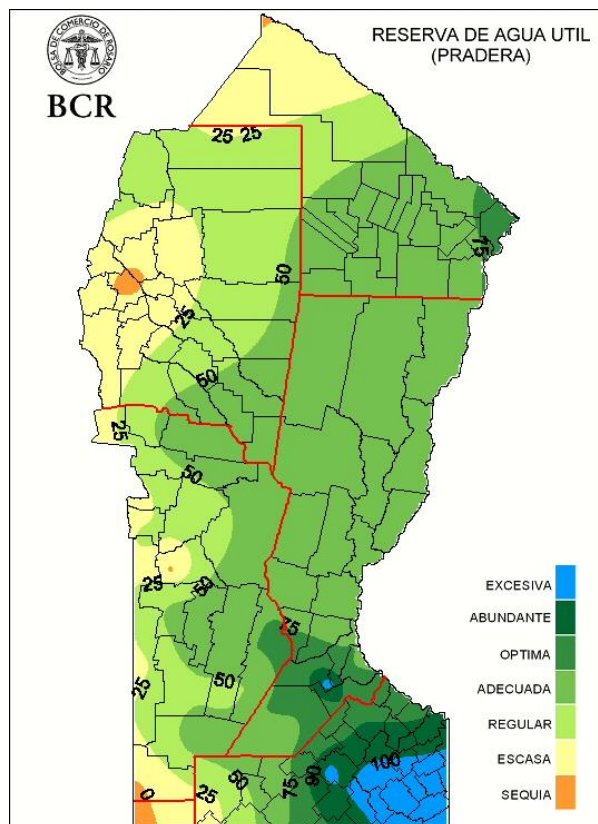 BOLSA DE COMERCIO DE ROSARIO
BCR
RESERVA DE AGUA UTIL
(PRADERA)
25 25
75
50
25
50
25
50
25
50
75
50
25
0
25
50
75
90
100
EXCESIVA
ABUNDANTE
OPTIMA
ADECUADA
REGULAR
ESCASA
SEQUIA